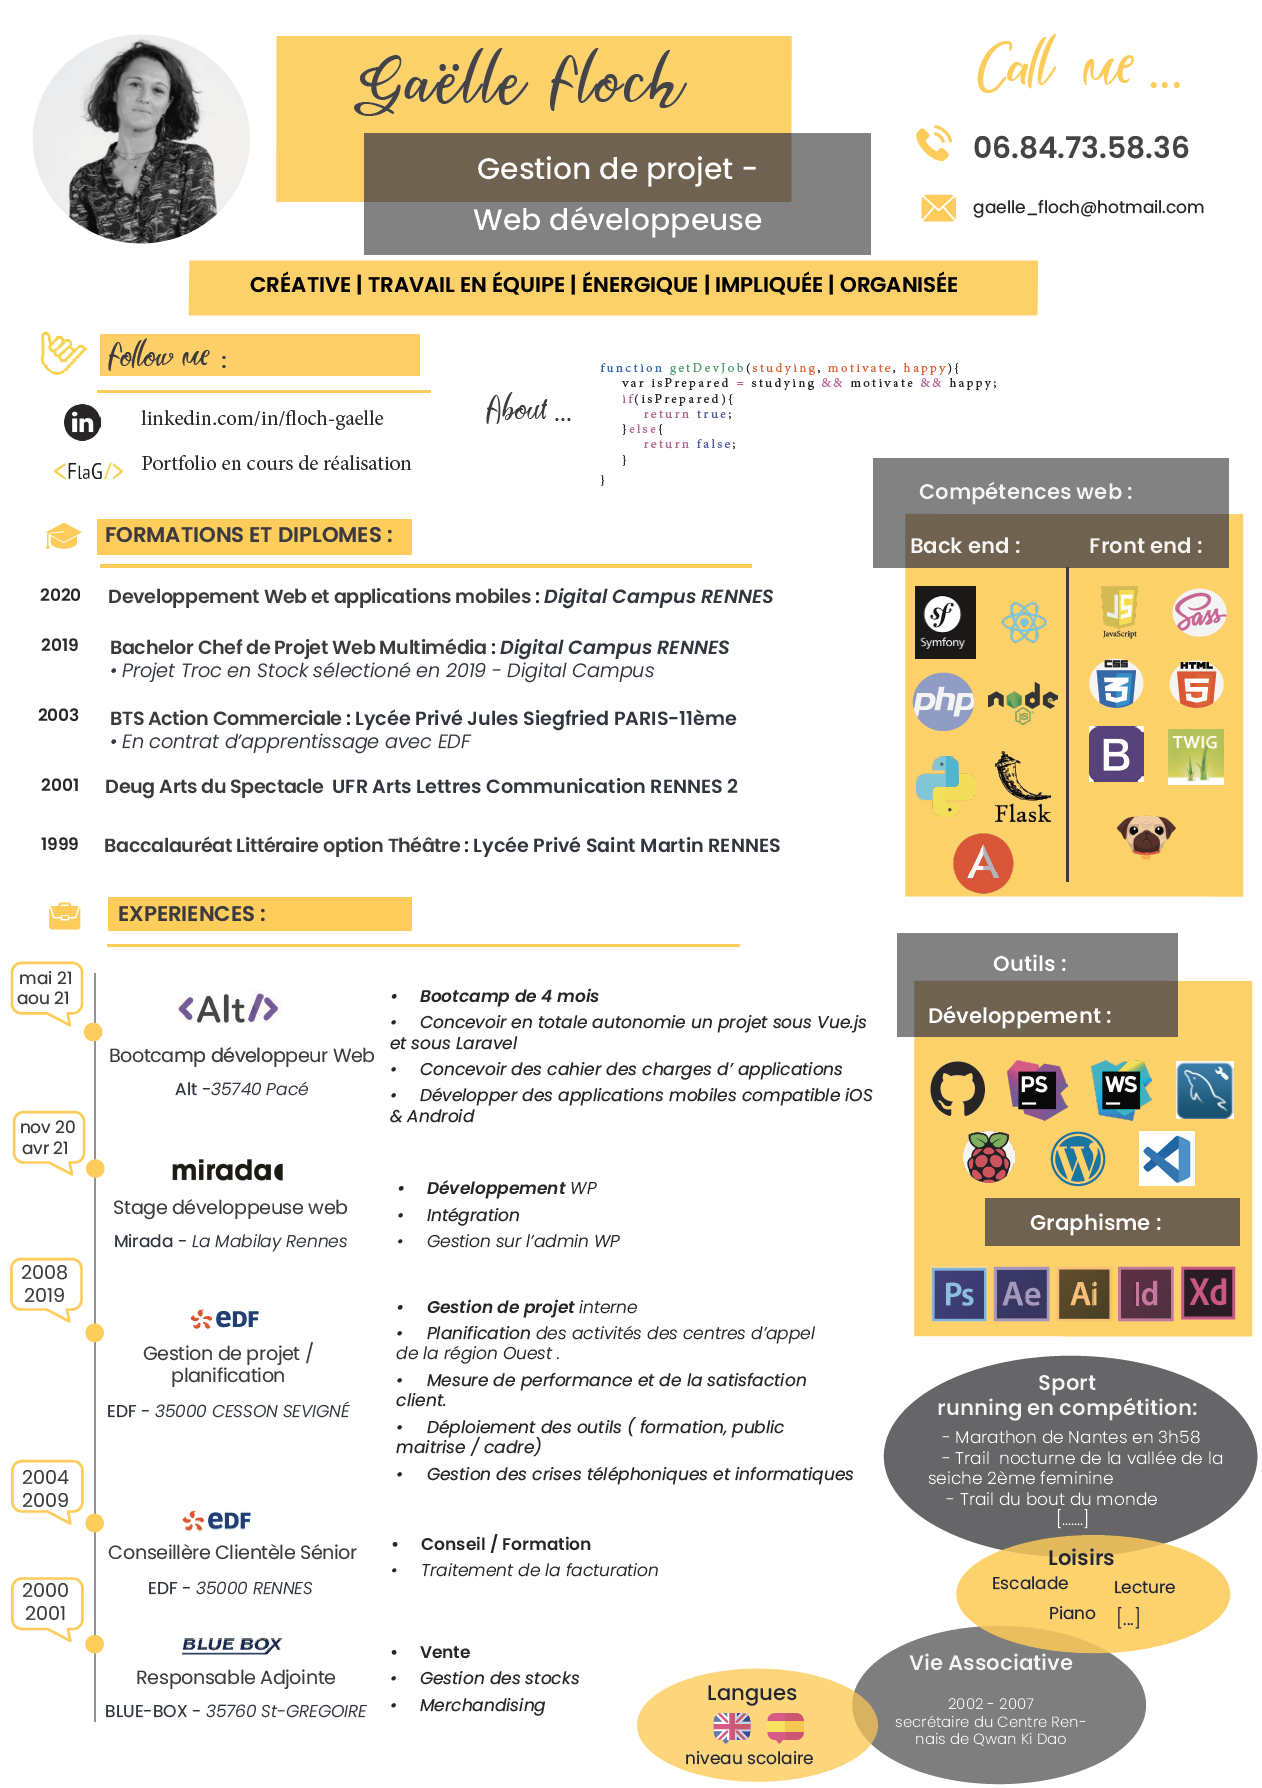 Gaëlle Floch
Gestion de projet -
Web développeuse
Call me ...
06.84.73.58.36
gaelle_floch@hotmail.com
CRÉATIVE | TRAVAIL EN ÉQUIPE | ÉNERGIQUE | IMPLIQUÉE | ORGANISÉE
Follow me :
in
linkedin.com/in/floch-gaelle
<FlaG/>
Portfolio en cours de réalisation
About ...
function getDevJob(studying, motivate, happy){
var isPrepared = studying && motivate && happy;
if(isPrepared){
return true;
}else{
return false;
}
}
FORMATIONS ET DIPLOMES :
2020 Developpement Web et applications mobiles : Digital Campus RENNES
2019 Bachelor Chef de Projet Web Multimédia : Digital Campus RENNES
• Projet Troc en Stock sélectioné en 2019 - Digital Campus
2003 BTS Action Commerciale : Lycée Privé Jules Siegfried PARIS-11ème
• En contrat d'apprentissage avec EDF
2001 Deug Arts du Spectacle UFR Arts Lettres Communication RENNES 2
1999 Baccalauréat Littéraire option Théâtre : Lycée Privé Saint Martin RENNES
Compétences web :
Back end : Front end :
sf
Symfony
JS
JavaScript
Sass
php
node
JS
CSS
3
HTML
5
B
TWIG
Flask
A
EXPERIENCES :
mai 21
aou 21
<Alt/>
Bootcamp développeur Web
Alt -35740 Pacé
• Bootcamp de 4 mois
• Concevoir en totale autonomie un projet sous Vue.js
et sous Laravel
• Concevoir des cahier des charges d' applications
• Développer des applications mobiles compatible iOS
& Android
nov 20
avr 21
mirada
Stage développeuse web
Mirada - La Mabilay Rennes
• Développement WP
• Intégration
• Gestion sur l'admin WP
2008
2019
eDF
Gestion de projet /
planification
EDF - 35000 CESSON SEVIGNÉ
• Gestion de projet interne
• Planification des activités des centres d'appel
de la région Ouest .
• Mesure de performance et de la satisfaction
client.
• Déploiement des outils ( formation, public
maitrise / cadre)
• Gestion des crises téléphoniques et informatiques
2004
2009
eDF
Conseillère Clientèle Sénior
EDF - 35000 RENNES
• Conseil / Formation
• Traitement de la facturation
2000
2001
BLUE BOX
Responsable Adjointe
BLUE-BOX - 35760 St-GREGOIRE
• Vente
• Gestion des stocks
• Merchandising
Outils :
Développement :
PS
WS
Graphisme :
Ps Ae Ai Id Xd
Sport
running en compétition:
- Marathon de Nantes en 3h58
- Trail nocturne de la vallée de la
seiche 2ème feminine
- Trail du bout du monde
[.......]
Loisirs
Escalade
Lecture
Piano
[...]
Vie Associative
2002 - 2007
secrétaire du Centre Ren-
nais de Qwan Ki Dao
Langues
niveau scolaire